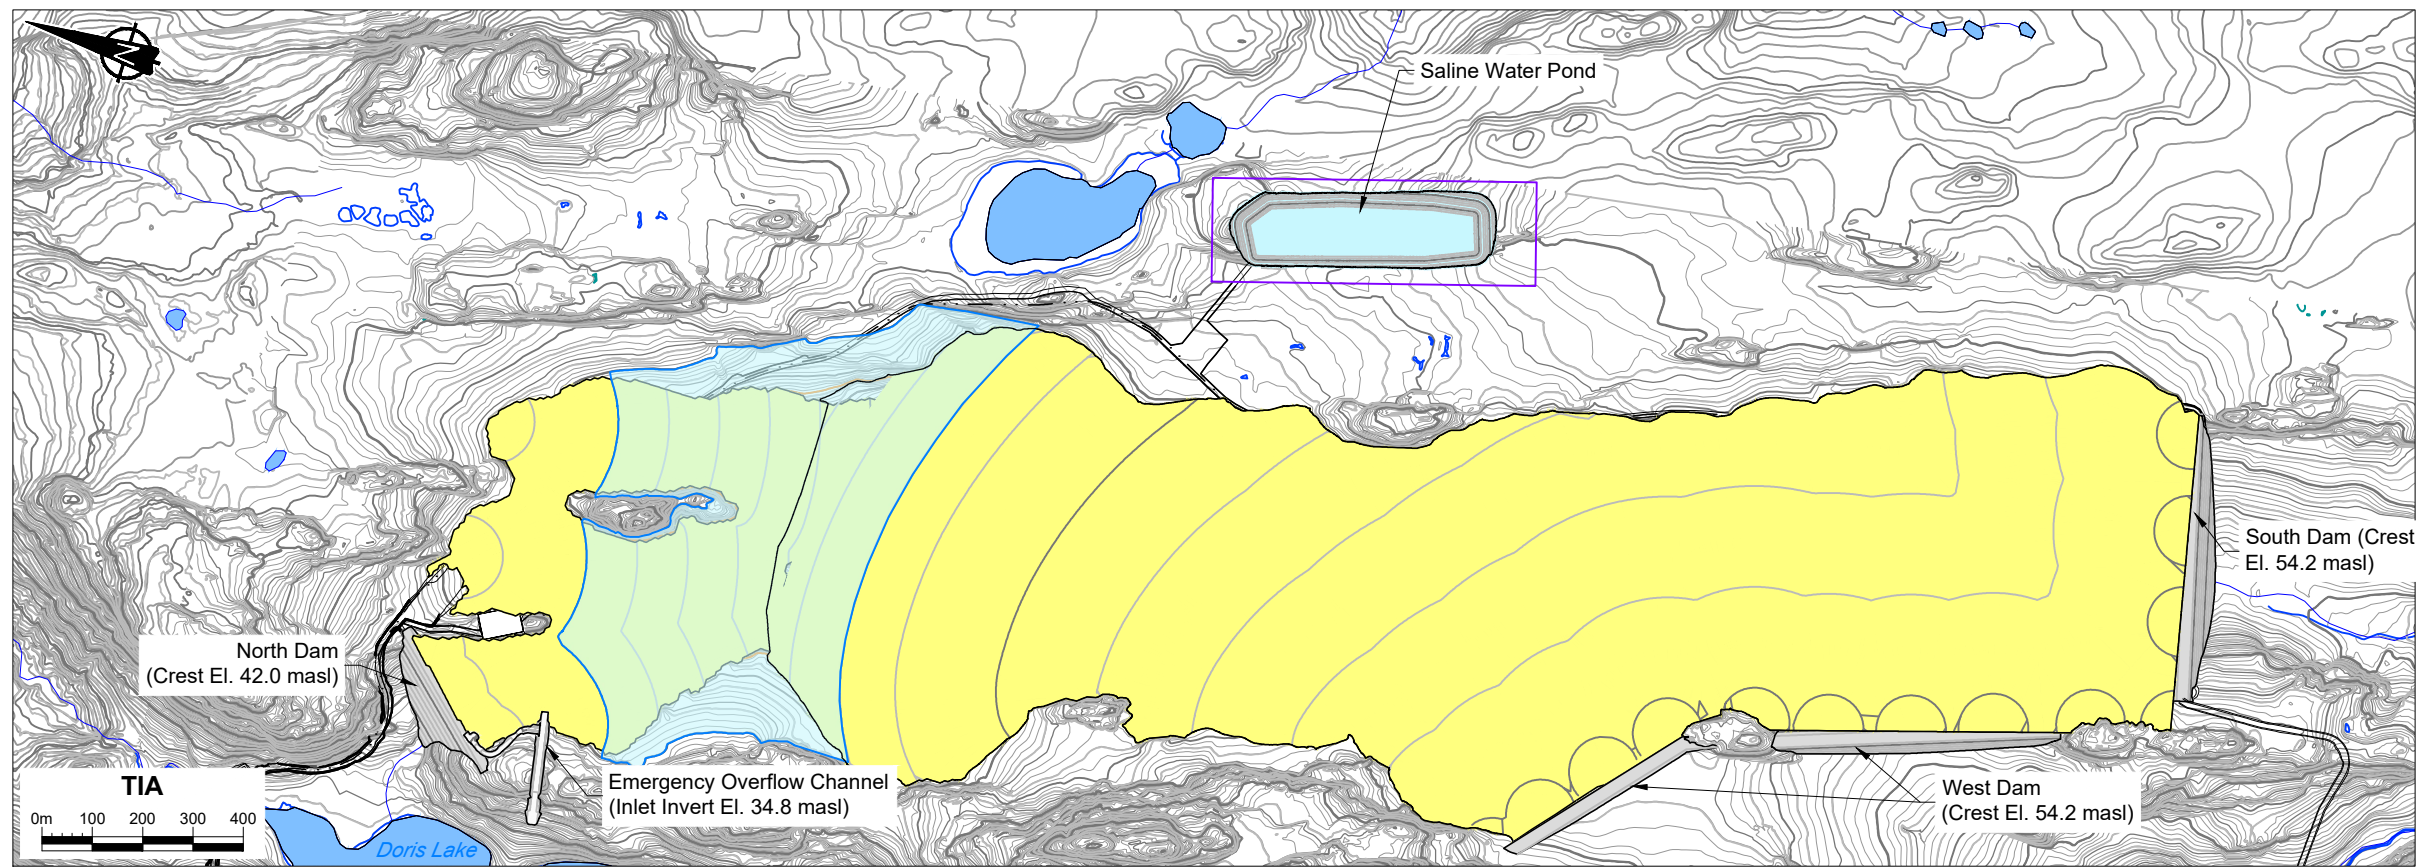 N
Saline Water Pond
South Dam (Crest
El. 54.2 masl)
North Dam
(Crest El. 42.0 masl)
Emergency Overflow Channel
(Inlet Invert El. 34.8 masl)
West Dam
(Crest El. 54.2 masl)
TIA
0m 100 200 300 400
Doris Lake